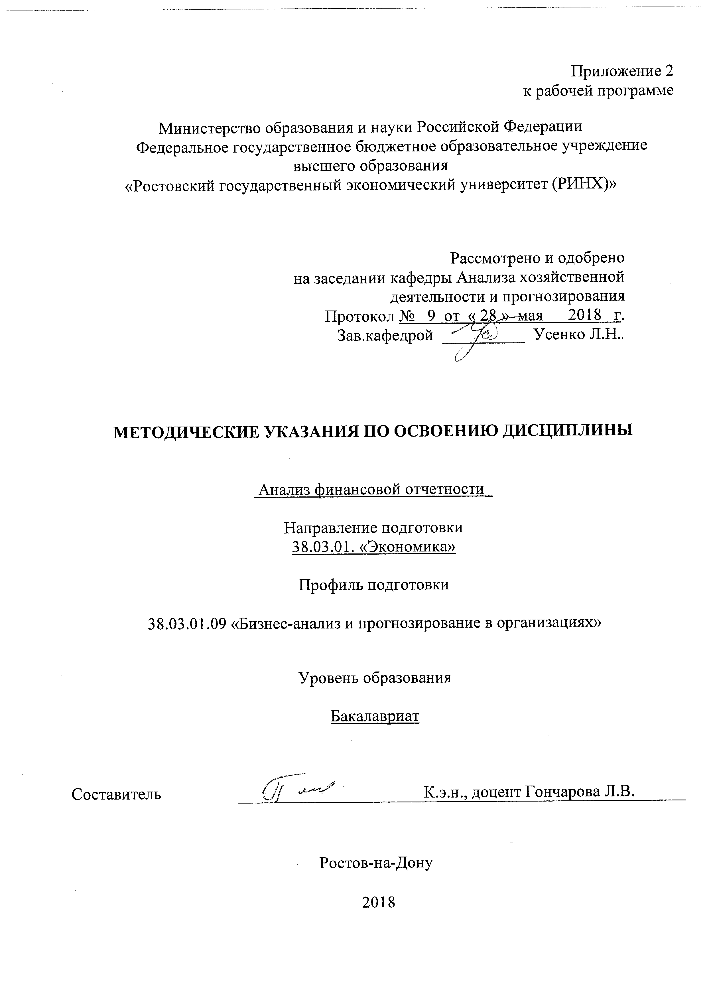 Приложение 2
к рабочей программе
Министерство образования и науки Российской Федерации
Федеральное государственное бюджетное образовательное учреждение
высшего образования
«Ростовский государственный экономический университет (РИНХ)»
Рассмотрено и одобрено
на заседании кафедры Анализа хозяйственной
деятельности и прогнозирования
Протокол № 9 от « 28 » мая 2018 г.
Зав.кафедрой Усенко Л.Н..
МЕТОДИЧЕСКИЕ УКАЗАНИЯ ПО ОСВОЕНИЮ ДИСЦИПЛИНЫ
Анализ финансовой отчетности_
Направление подготовки
38.03.01. «Экономика»
Профиль подготовки
38.03.01.09 «Бизнес-анализ и прогнозирование в организациях»
Уровень образования
Бакалавриат
Составитель К.э.н., доцент Гончарова Л.В.
Ростов-на-Дону
2018